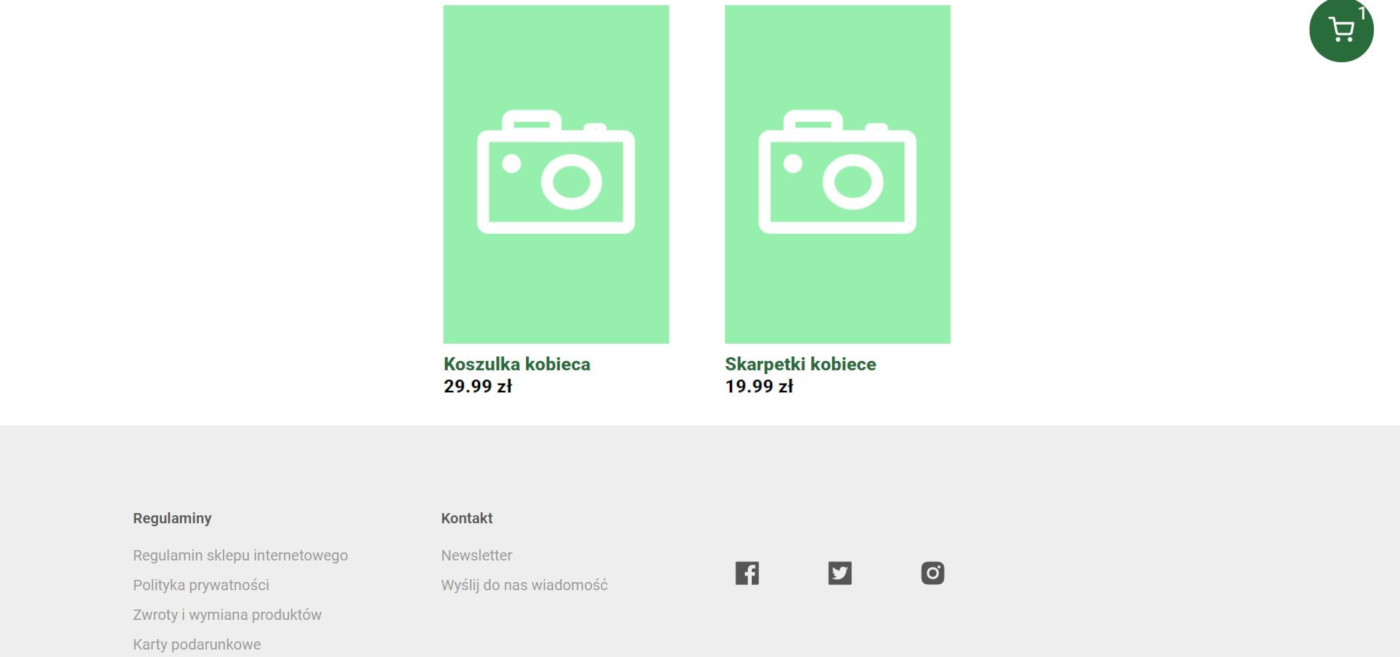 1
Koszulka kobieca
29.99 zł
Skarpetki kobiece
19.99 zł
Regulaminy
Regulamin sklepu internetowego
Polityka prywatności
Zwroty i wymiana produktów
Karty podarunkowe
Kontakt
Newsletter
Wyślij do nas wiadomość